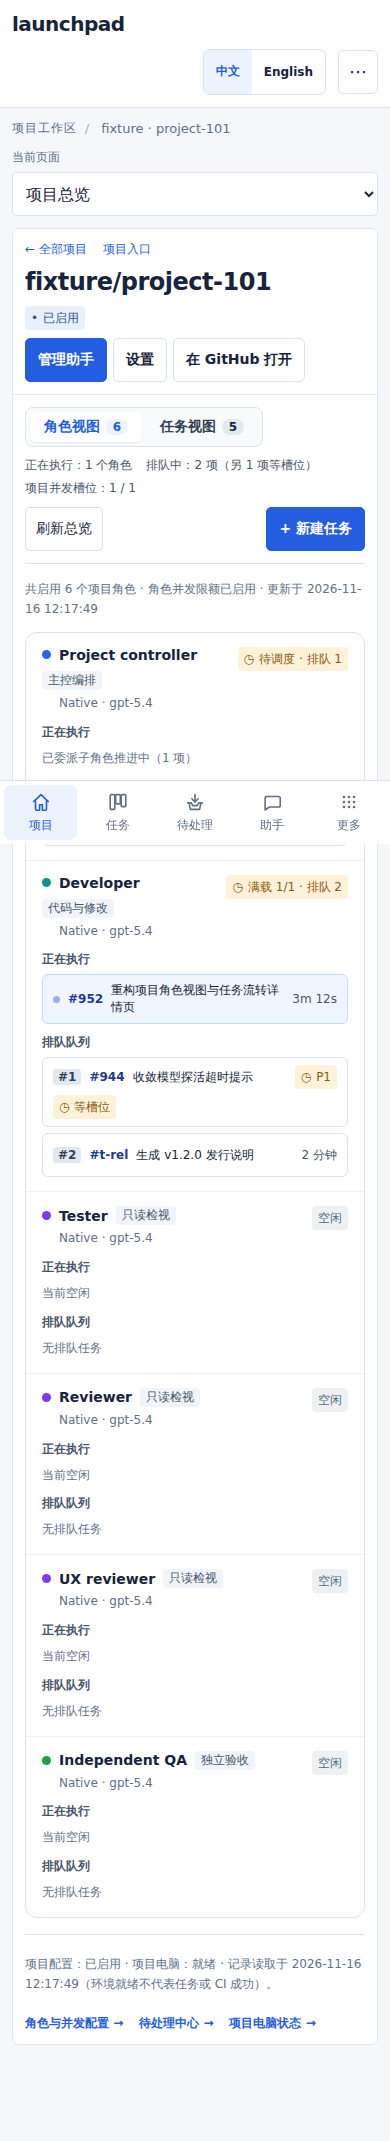 launchpad
中文 English ⋯
项目工作区 / fixture · project-101
当前页面
项目总览
← 全部项目 项目入口
fixture/project-101
• 已启用
管理助手 设置 在 GitHub 打开
角色视图 6 任务视图 5
正在执行：1 个角色 排队中：2 项（另 1 项等槽位）
项目并发槽位：1 / 1
刷新总览 + 新建任务
共启用 6 个项目角色 · 角色并发限额已启用 · 更新于 2026-11-
16 12:17:49
Project controller ◷ 待调度 · 排队 1
主控编排
Native · gpt-5.4
正在执行
已委派子角色推进中（1 项）
项目 任务 待处理 助手 更多
Developer ◷ 满载 1/1 · 排队 2
代码与修改
Native · gpt-5.4
正在执行
#952 重构项目角色视图与任务流转详 3m 12s
情页
排队队列
#1 #944 收敛模型探活超时提示 ◷ P1
◷ 等槽位
#2 #t-rel 生成 v1.2.0 发行说明 2 分钟
Tester 只读检视 空闲
Native · gpt-5.4
正在执行
当前空闲
排队队列
无排队任务
Reviewer 只读检视 空闲
Native · gpt-5.4
正在执行
当前空闲
排队队列
无排队任务
UX reviewer 只读检视 空闲
Native · gpt-5.4
正在执行
当前空闲
排队队列
无排队任务
Independent QA 独立验收 空闲
Native · gpt-5.4
正在执行
当前空闲
排队队列
无排队任务
项目配置：已启用 · 项目电脑：就绪 · 记录读取于 2026-11-16
12:17:49（环境就绪不代表任务或 CI 成功）。
角色与并发配置 → 待处理中心 → 项目电脑状态 →